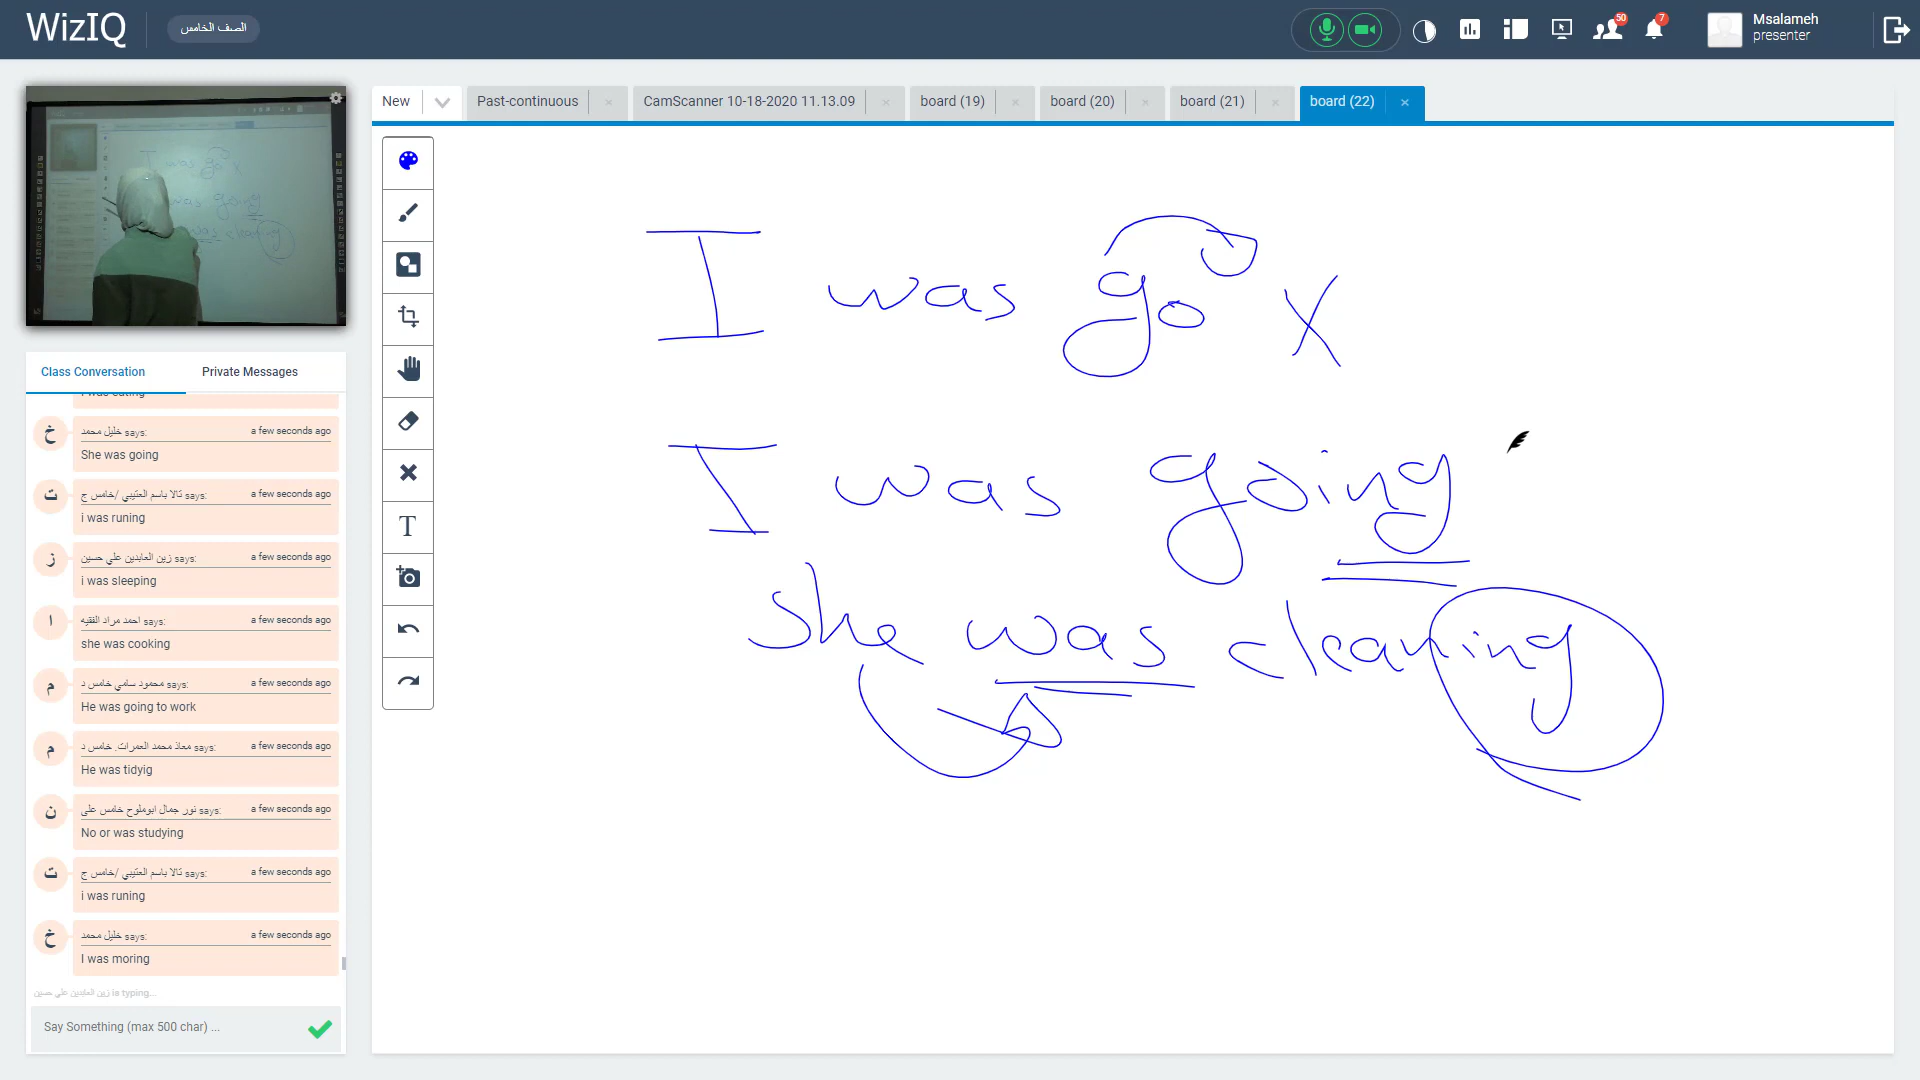 WizIQ
الصف الخامس
50
7
Msalameh
presenter
New
Past-continuous
CamScanner 10-18-2020 11.13.09
board (19)
board (20)
board (21)
board (22)
Class Conversation
Private Messages
خ
خليل محمد says:
a few seconds ago
She was going
ت
تالا باسم العتيبي /خامس ج says:
a few seconds ago
i was runing
ز
زين العابدين علي حسين says:
a few seconds ago
i was sleeping
ا
احمد مراد الفقيه says:
a few seconds ago
she was cooking
م
محمود سامي خامس د says:
a few seconds ago
He was going to work
م
معاذ محمد العمرات. خامس د says:
a few seconds ago
He was tidyig
ن
نور جمال ابوملوح خامس علی says:
a few seconds ago
No or was studying
ت
تالا باسم العتيبي /خامس ج says:
a few seconds ago
i was runing
خ
خليل محمد says:
a few seconds ago
I was moring
زين العابدين علي حسين is typing...
Say Something (max 500 char) ...
T
I was go X
I was going
She was cleaning